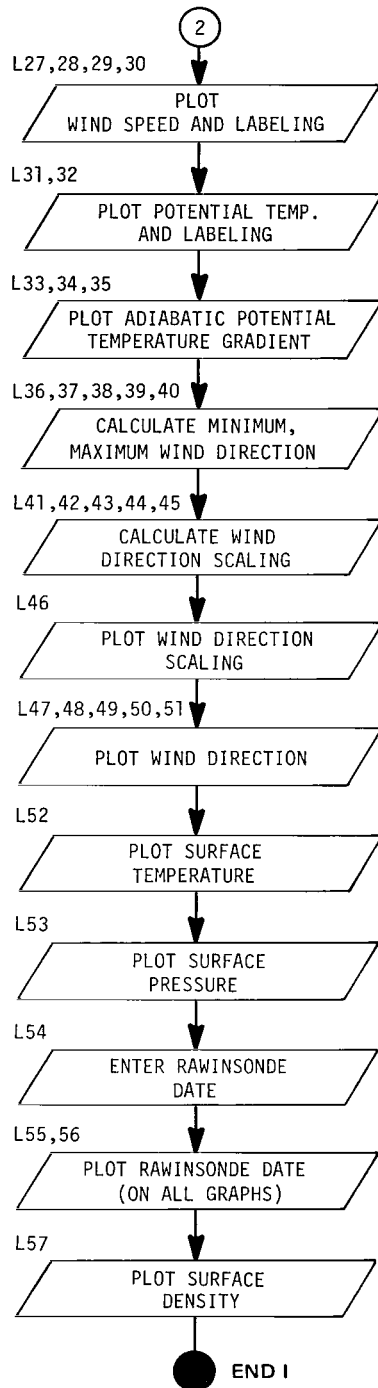 2
L27,28,29,30
PLOT
WIND SPEED AND LABELING
L31,32
PLOT POTENTIAL TEMP.
AND LABELING
L33,34,35
PLOT ADIABATIC POTENTIAL
TEMPERATURE GRADIENT
L36,37,38,39,40
CALCULATE MINIMUM,
MAXIMUM WIND DIRECTION
L41,42,43,44,45
CALCULATE WIND
DIRECTION SCALING
L46
PLOT WIND DIRECTION
SCALING
L47,48,49,50,51
PLOT WIND DIRECTION
L52
PLOT SURFACE
TEMPERATURE
L53
PLOT SURFACE
PRESSURE
L54
ENTER RAWINSONDE
DATE
L55,56
PLOT RAWINSONDE DATE
(ON ALL GRAPHS)
L57
PLOT SURFACE
DENSITY
END I